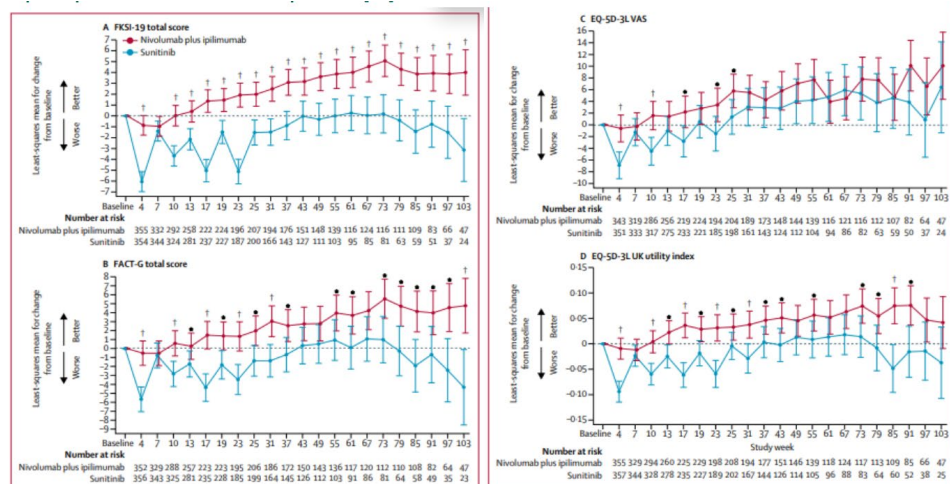 A FKSI-19 total score
Nivolumab plus ipilimumab
Sunitinib
7
6
5
4
3
2
1
0
-1
-2
-3
-4
-5
-6
-7
Least-squares mean for change
from baseline
Better
Worse
† † † † † † † † † † † † † † † † † †
Baseline 4 7 10 13 17 19 23 25 31 37 43 49 55 61 67 73 79 85 91 97 103
Number at risk
Nivolumab plus ipilimumab 355 332 292 258 222 224 196 207 194 176 151 148 139 116 124 116 119 109 83 66 47
Sunitinib 354 344 324 281 237 227 187 200 166 143 127 111 103 95 85 81 63 59 51 37 24
B FACT-G total score
8
7
6
5
4
3
2
1
0
-1
-2
-3
-4
-5
-6
-7
-8
-9
Least-squares mean for change
from baseline
Better
Worse
Baseline 4 7 10 13 17 19 23 25 31 37 43 49 55 61 67 73 79 85 91 97 103
Number at risk
Nivolumab plus ipilimumab 352 329 288 257 223 223 195 206 186 172 150 143 136 117 120 112 110 108 82 64 47
Sunitinib 356 343 325 281 235 228 185 199 164 145 126 112 103 91 86 81 64 58 49 35 23
C EQ-5D-3L VAS
16
14
12
10
8
6
4
2
0
-2
-4
-6
-8
-10
Least-squares mean for change
from baseline
Better
Worse
Baseline 4 7 10 13 17 19 23 25 31 37 43 49 55 61 67 73 79 85 91 97 103
Number at risk
Nivolumab plus ipilimumab 343 319 286 256 219 224 194 204 189 173 148 144 139 116 121 116 112 107 82 64 47
Sunitinib 351 333 317 275 231 221 185 198 161 143 124 112 104 94 86 82 63 59 50 37 24
D EQ-5D-3L UK utility index
0·15
0·10
0·05
0
-0·05
-0·10
-0·15
Least-squares mean for change
from baseline
Better
Worse
Baseline 4 7 10 13 17 19 23 25 31 37 43 49 55 61 67 73 79 85 91 97 103
Study week
Number at risk
Nivolumab plus ipilimumab 355 329 294 260 225 229 198 208 194 177 151 146 139 118 124 117 113 109 85 66 47
Sunitinib 357 344 328 278 235 227 189 202 167 145 128 114 105 96 88 83 64 60 52 38 25